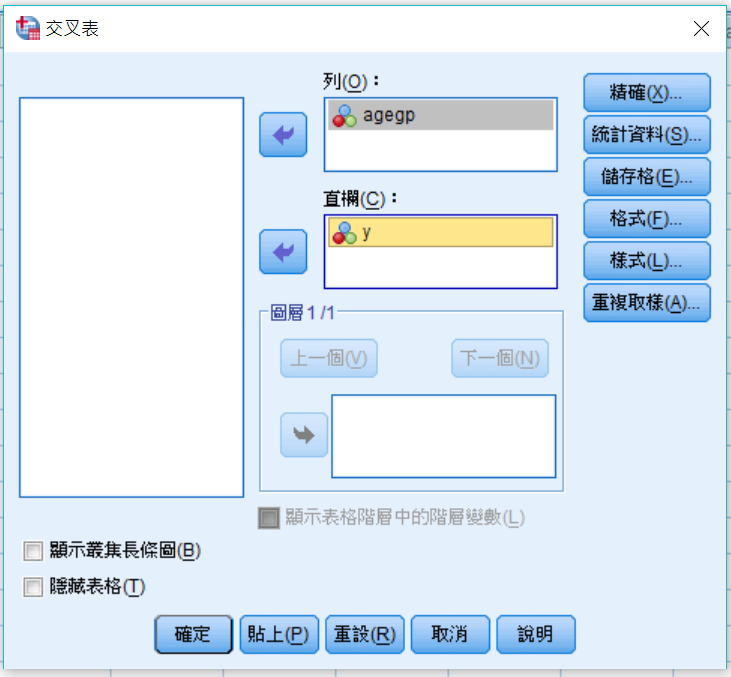 交叉表
列(O)：
agegp
直欄(C)：
y
圖層 1 /1
上一個(V)
下一個(N)
顯示表格階層中的階層變數(L)
精確(X)...
統計資料(S)...
儲存格(E)...
格式(F)...
樣式(L)...
重複取樣(A)...
顯示叢集長條圖(B)
隱藏表格(T)
確定
貼上(P)
重設(R)
取消
說明